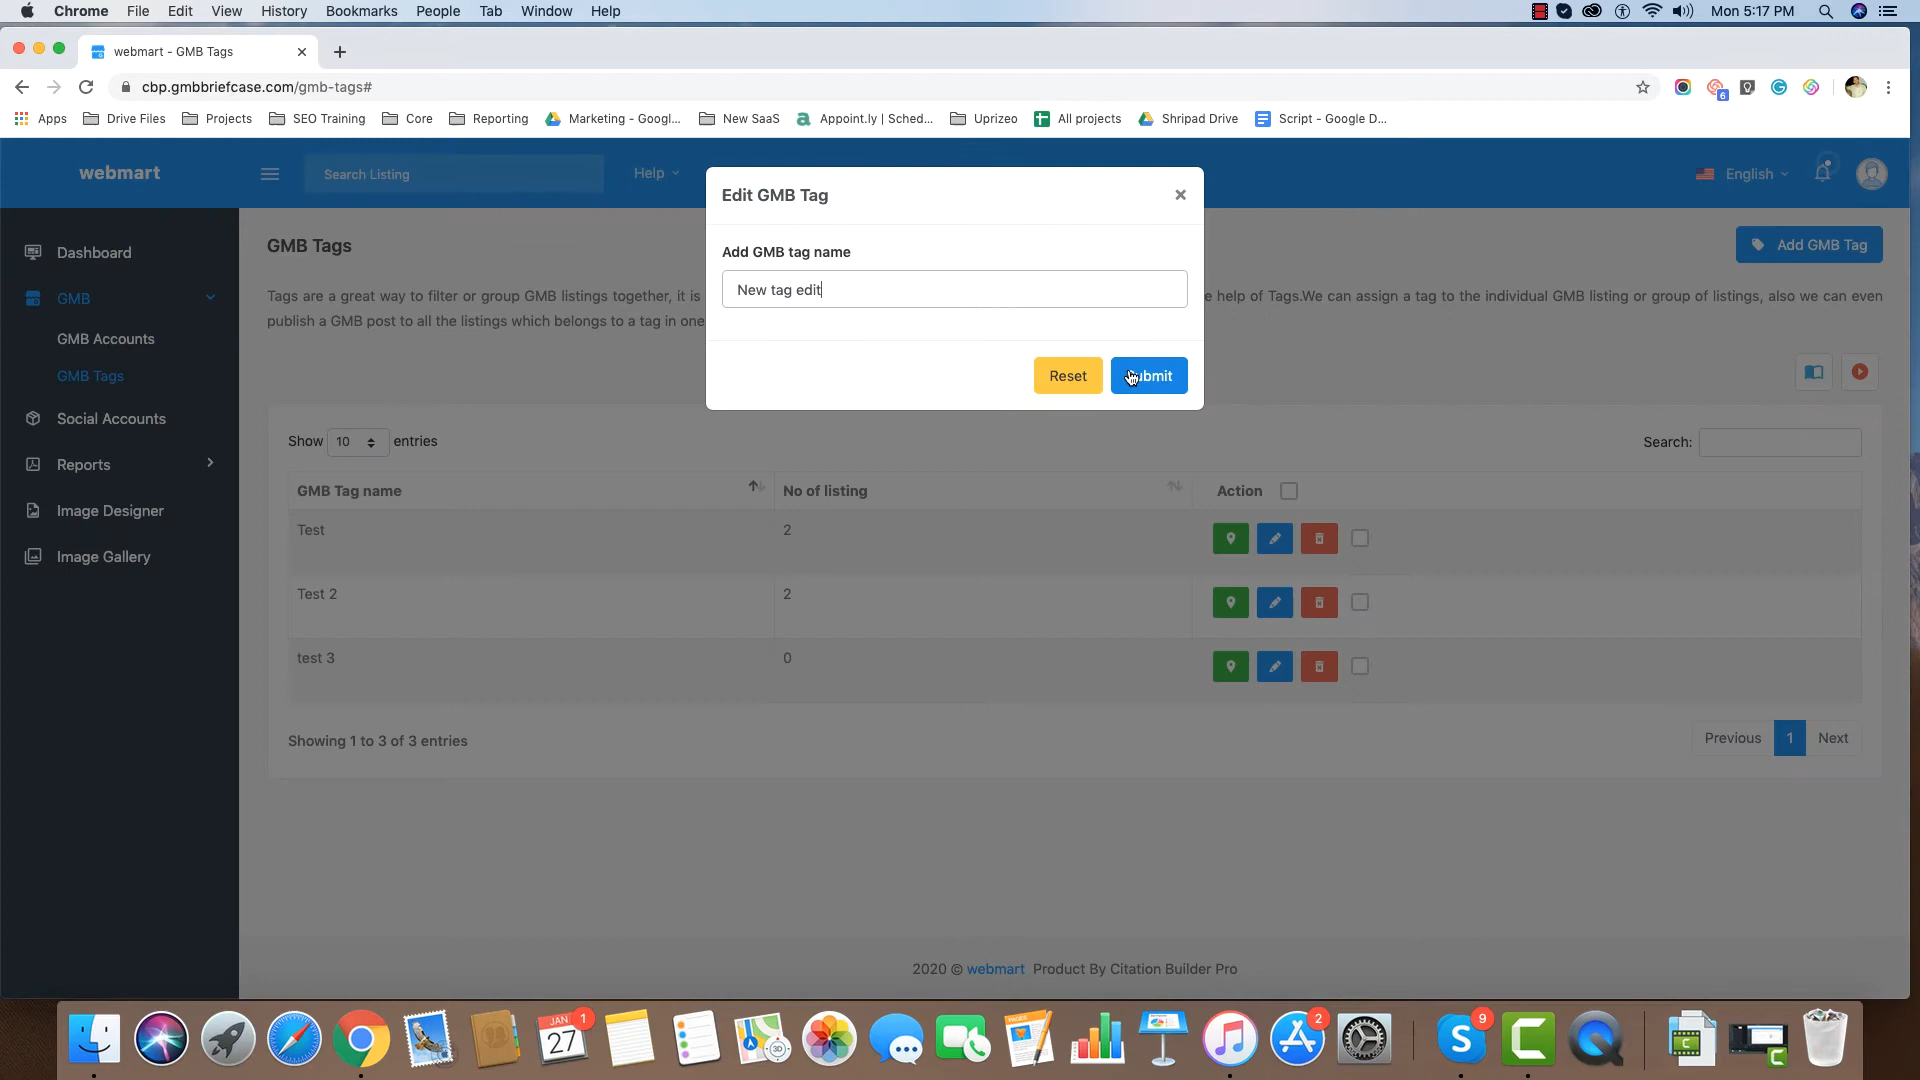 Chrome File Edit View History Bookmarks People Tab Window Help Mon 5:17 PM
webmart - GMB Tags
cbp.gmbbriefcase.com/gmb-tags#
6
Apps Drive Files Projects SEO Training Core Reporting Marketing - Googl... New SaaS Appoint.ly | Sched... Uprizeo All projects Shripad Drive Script - Google D...
webmart Search Listing Help English
Edit GMB Tag
Add GMB tag name
New tag edit
Reset
Dashboard
GMB
GMB Accounts
GMB Tags
Social Accounts
Reports
Image Designer
Image Gallery
GMB Tags Add GMB Tag
Tags are a great way to filter or group GMB listings together, it is e help of Tags.We can assign a tag to the individual GMB listing or group of listings, also we can even
publish a GMB post to all the listings which belongs to a tag in one
Show 10 entries Search:
GMB Tag name No of listing Action
Test 2
Test 2 2
test 3 0
Showing 1 to 3 of 3 entries Previous 1 Next
2020 © webmart Product By Citation Builder Pro
JAN 27 1 3D PAGES 2 9